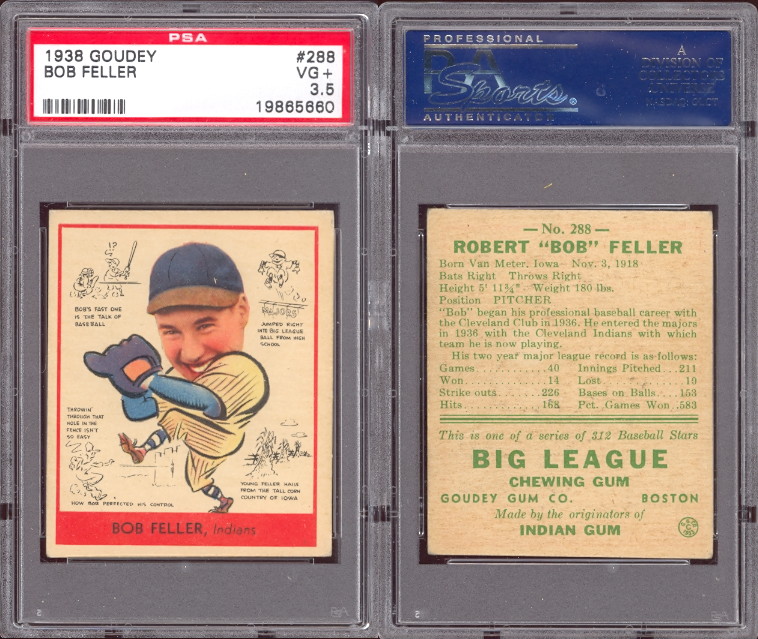 PSA
1938 GOUDEY #288
BOB FELLER VG+
3.5
19865660
!?
BOB'S FAST ONE
IS THE TALK OF
BASEBALL
MAJORS
JUMPED RIGHT
INTO BIG LEAGUE
BALL FROM HIGH
SCHOOL
THROWIN'
THROUGH THAT
HOLE IN THE
FENCE ISN'T
SO EASY
HOW BOB PERFECTED HIS CONTROL
YOUNG FELLER HAILS
FROM THE TALL CORN
COUNTRY OF IOWA
BOB FELLER, Indians
PROFESSIONAL
PSA
Sports
AUTHENTICATOR
A
DIVISION OF
— No. 288 —
ROBERT "BOB" FELLER
Born Van Meter, Iowa— Nov. 3, 1918
Bats Right Throws Right
Height 5' 11¾" Weight 180 lbs.
Position PITCHER
"Bob" began his professional baseball career with
the Cleveland Club in 1936. He entered the majors
in 1936 with the Cleveland Indians with which
team he is now playing.
His two year major league record is as follows:
Games............ 40 Innings Pitched...211
Won............... 14 Lost............... 10
Strike outs........ 226 Bases on Balls....153
Hits............... 168 Pct. Games Won .583
This is one of a series of 312 Baseball Stars
BIG LEAGUE
CHEWING GUM
GOUDEY GUM CO. BOSTON
Made by the originators of
INDIAN GUM